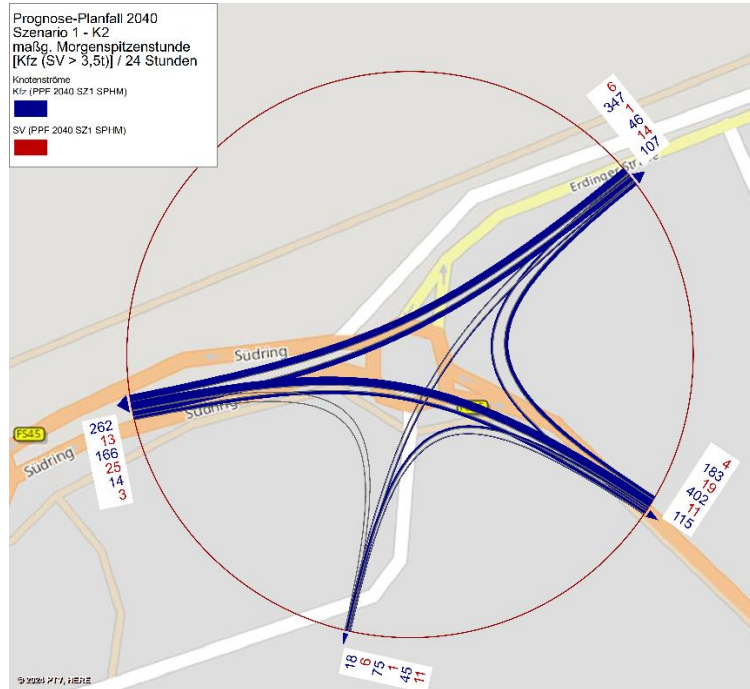 Prognose-Planfall 2040
Szenario 1 - K2
maßg. Morgenspitzenstunde
[Kfz (SV > 3,5t)] / 24 Stunden
Knotenströme
Kfz (PPF 2040 SZ1 SPHM)
SV (PPF 2040 SZ1 SPHM)
6
347
1
46
14
107
Erdinger Straße
Südring
Südring
FS45
Südring
262
13
166
25
14
3
4
183
19
402
11
115
18
6
75
1
45
11
© 2024 PTV, HERE